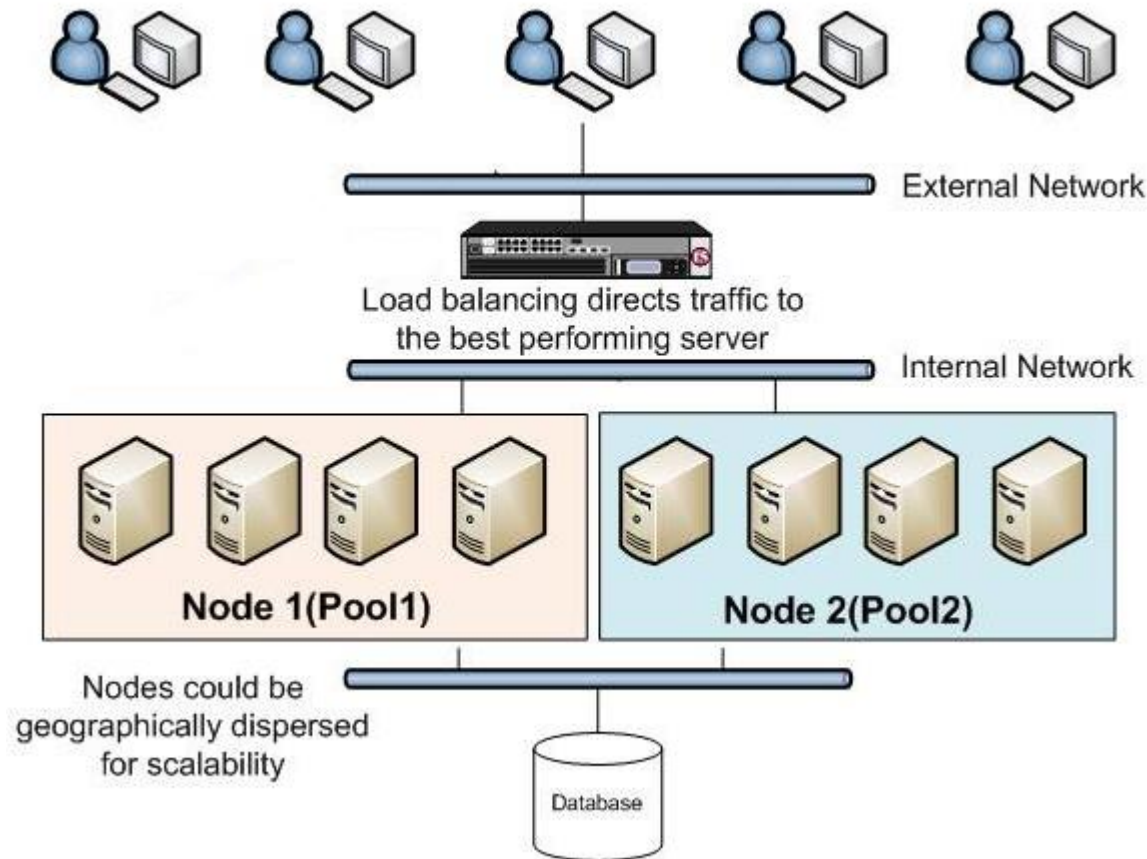 External Network
Load balancing directs traffic to
the best performing server
Internal Network
Node 1(Pool1)
Node 2(Pool2)
Nodes could be
geographically dispersed
for scalability
Database